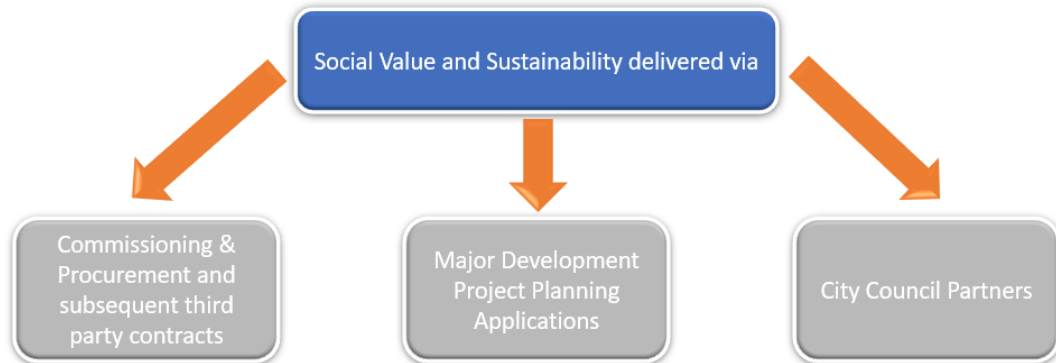 Social Value and Sustainability delivered via
Commissioning &
Procurement and
subsequent third
party contracts
Major Development
Project Planning
Applications
City Council Partners